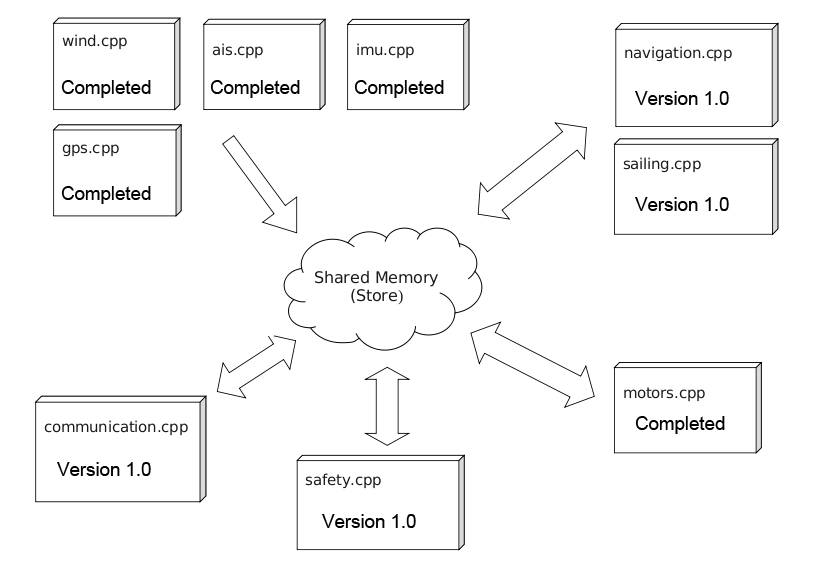 wind.cpp
Completed
ais.cpp
Completed
imu.cpp
Completed
navigation.cpp
Version 1.0
gps.cpp
Completed
sailing.cpp
Version 1.0
Shared Memory
(Store)
motors.cpp
Completed
communication.cpp
Version 1.0
safety.cpp
Version 1.0